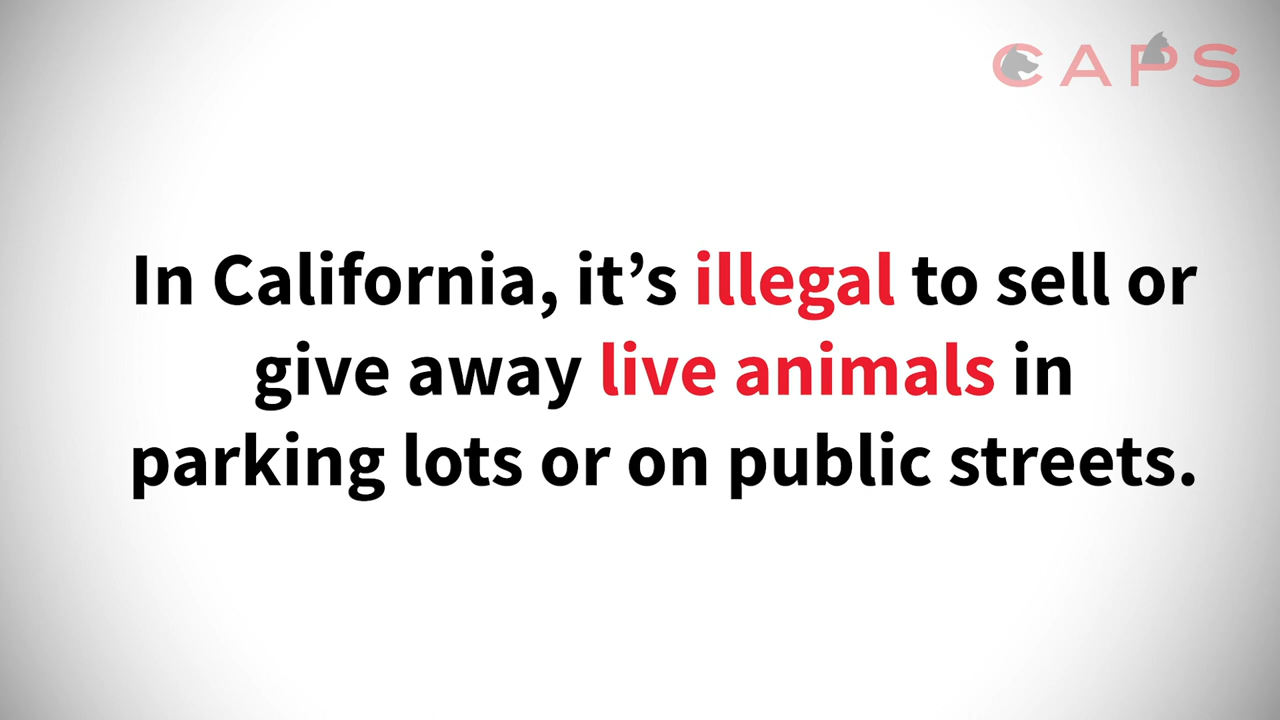 CAPS
In California, it’s illegal to sell or
give away live animals in
parking lots or on public streets.